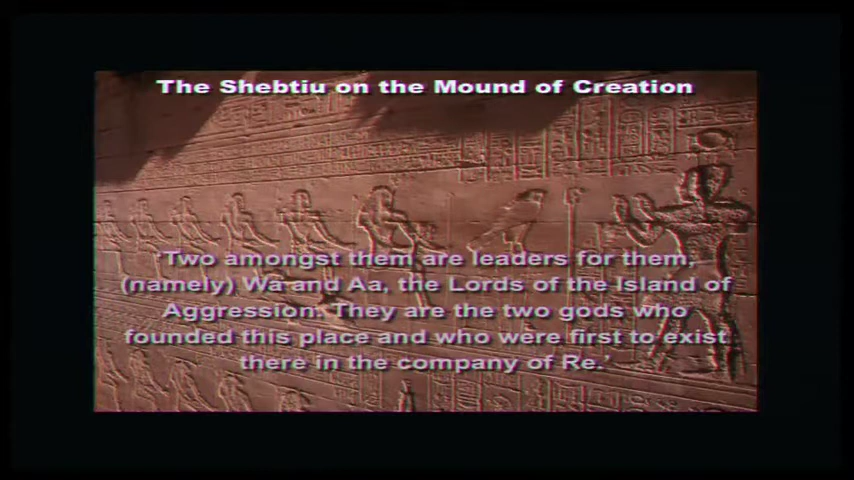 The Shebtiu on the Mound of Creation
'Two amongst them are leaders for them,
(namely) Wa and Aa, the Lords of the Island of
Aggression. They are the two gods who
founded this place and who were first to exist
there in the company of Re.'